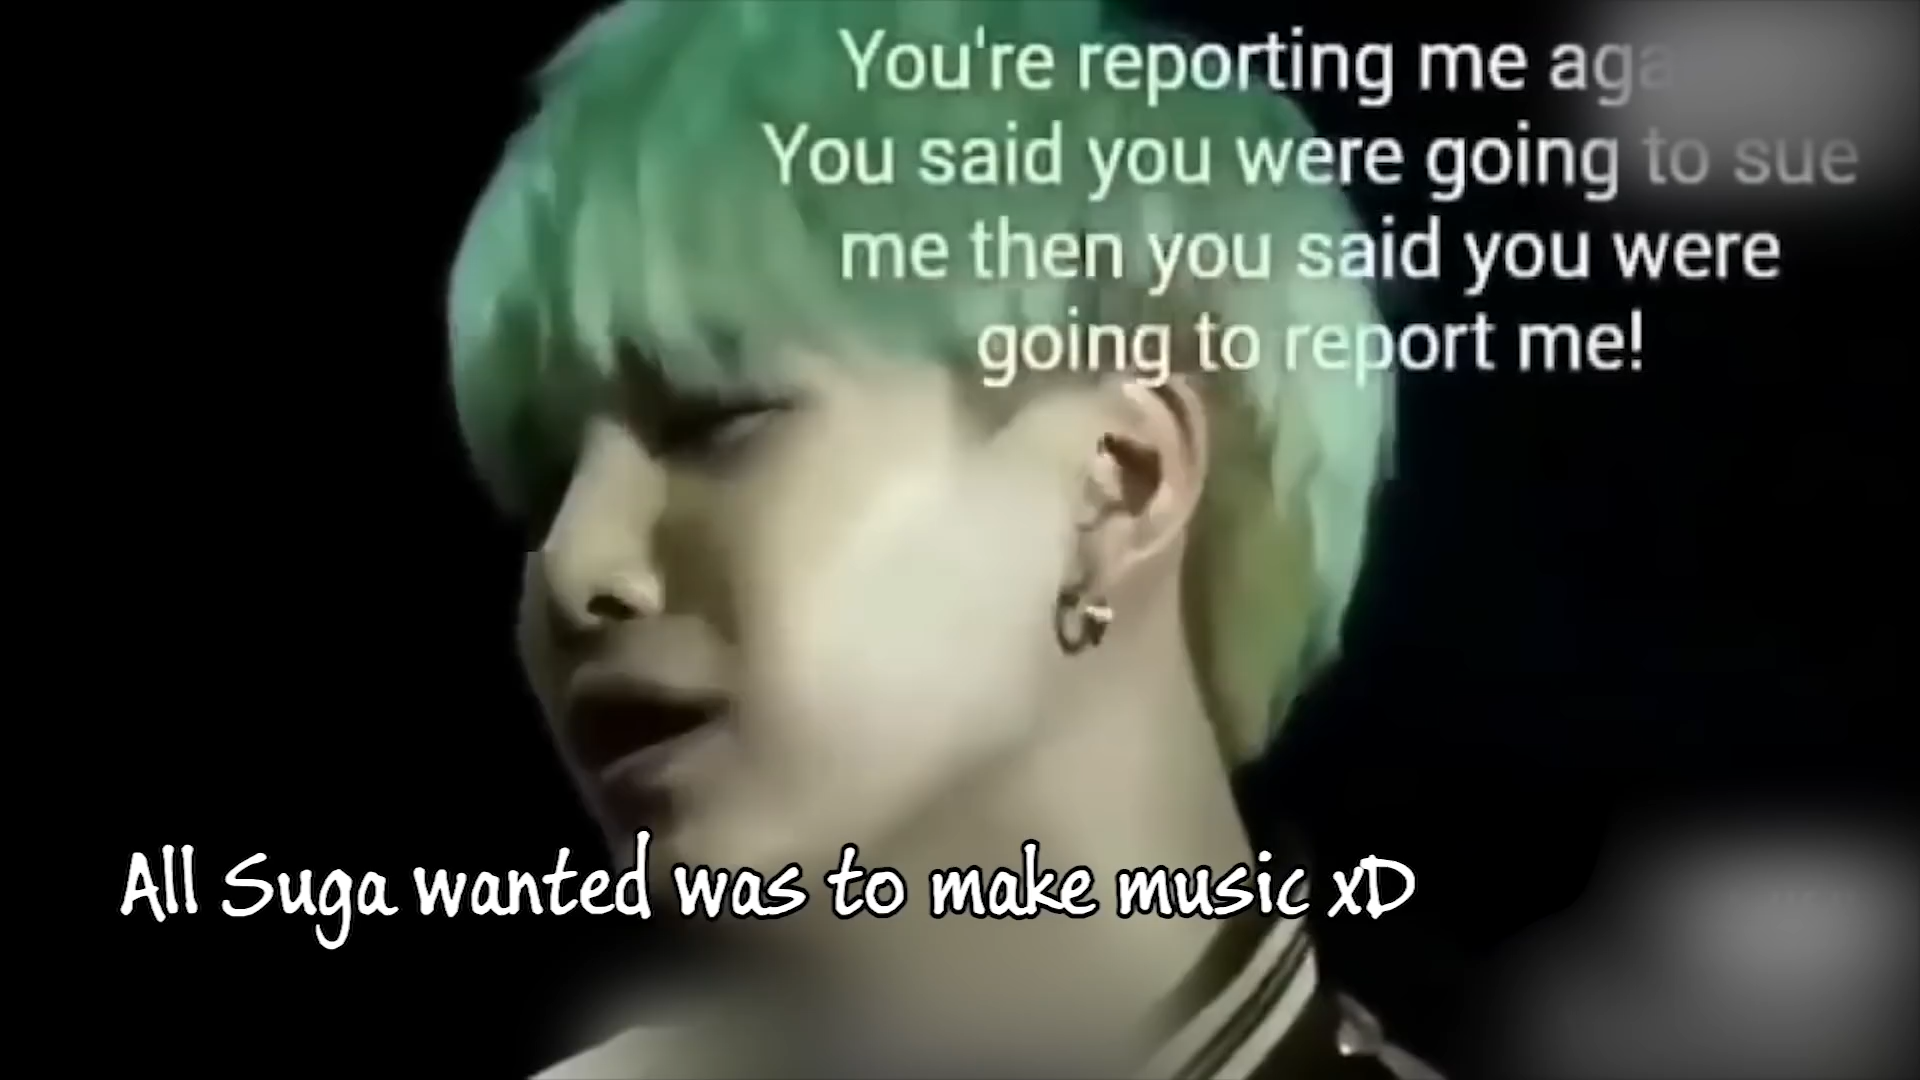 You're reporting me
You said you were going to sue
me then you said you were
going to report me!
All Suga wanted was to make music xD